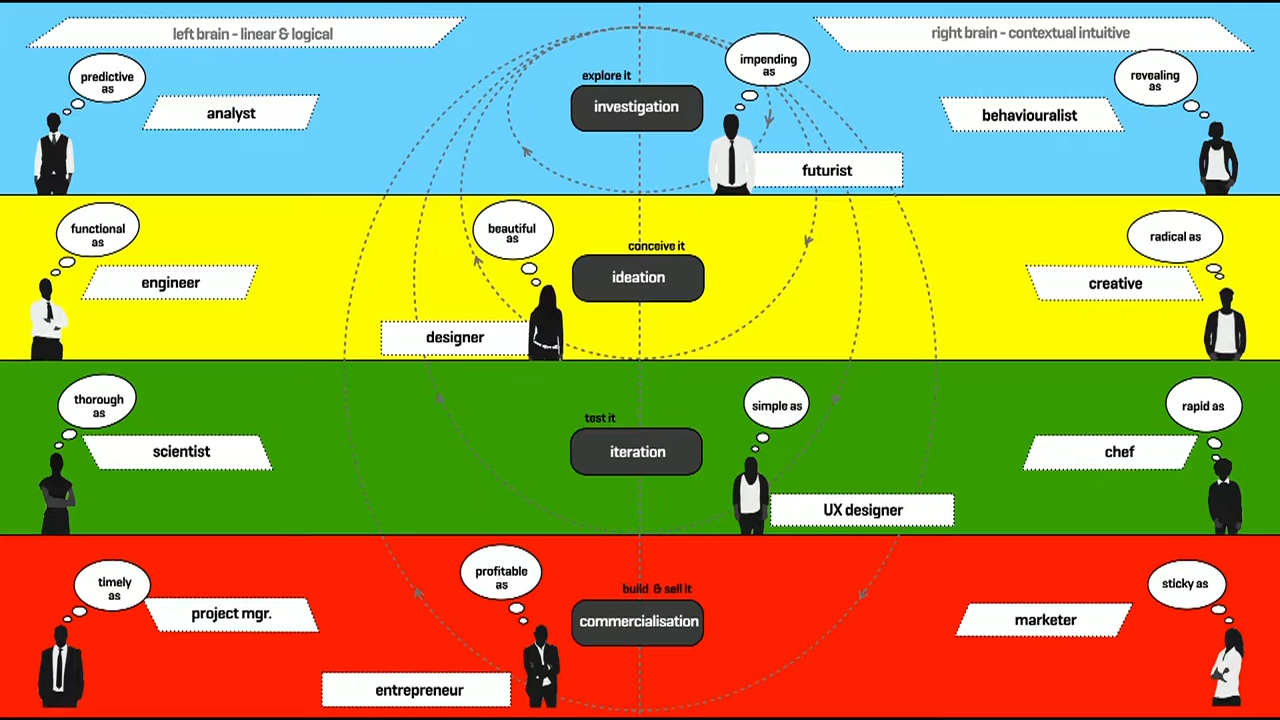 left brain - linear & logical
right brain - contextual intuitive
predictive
as
analyst
explore it
investigation
impending
as
futurist
revealing
as
behaviouralist
functional
as
engineer
beautiful
as
designer
conceive it
ideation
radical as
creative
thorough
as
scientist
test it
iteration
simple as
UX designer
rapid as
chef
timely
as
project mgr.
profitable
as
entrepreneur
build & sell it
commercialisation
sticky as
marketer